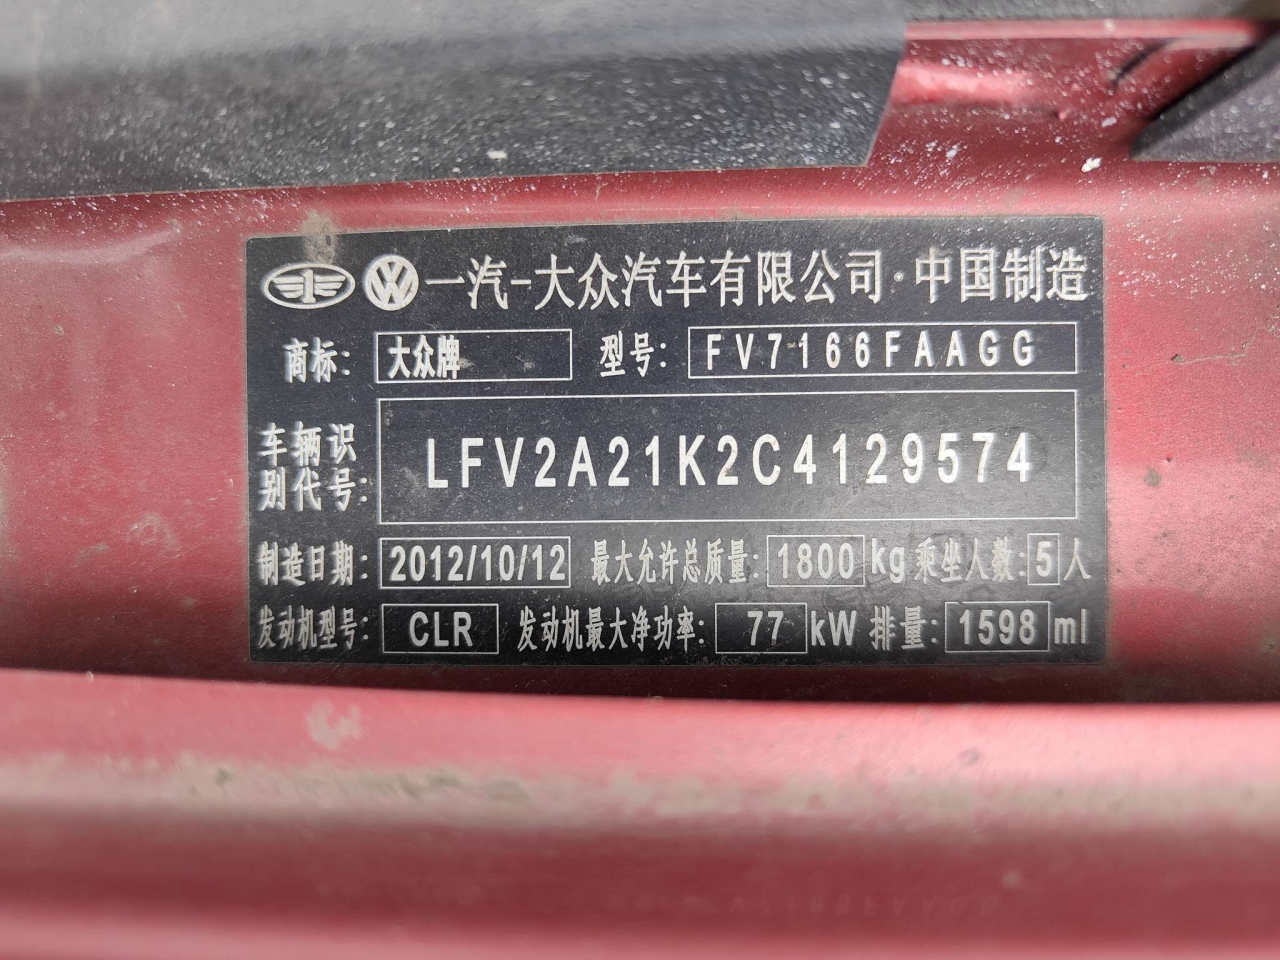 一汽-大众汽车有限公司·中国制造
商标: 大众牌 型号: FV7166FAAGG
车辆识别代号: LFV2A21K2C4129574
制造日期: 2012/10/12 最大允许总质量: 1800 kg 乘坐人数: 5 人
发动机型号: CLR 发动机最大净功率: 77 kW 排量: 1598 ml